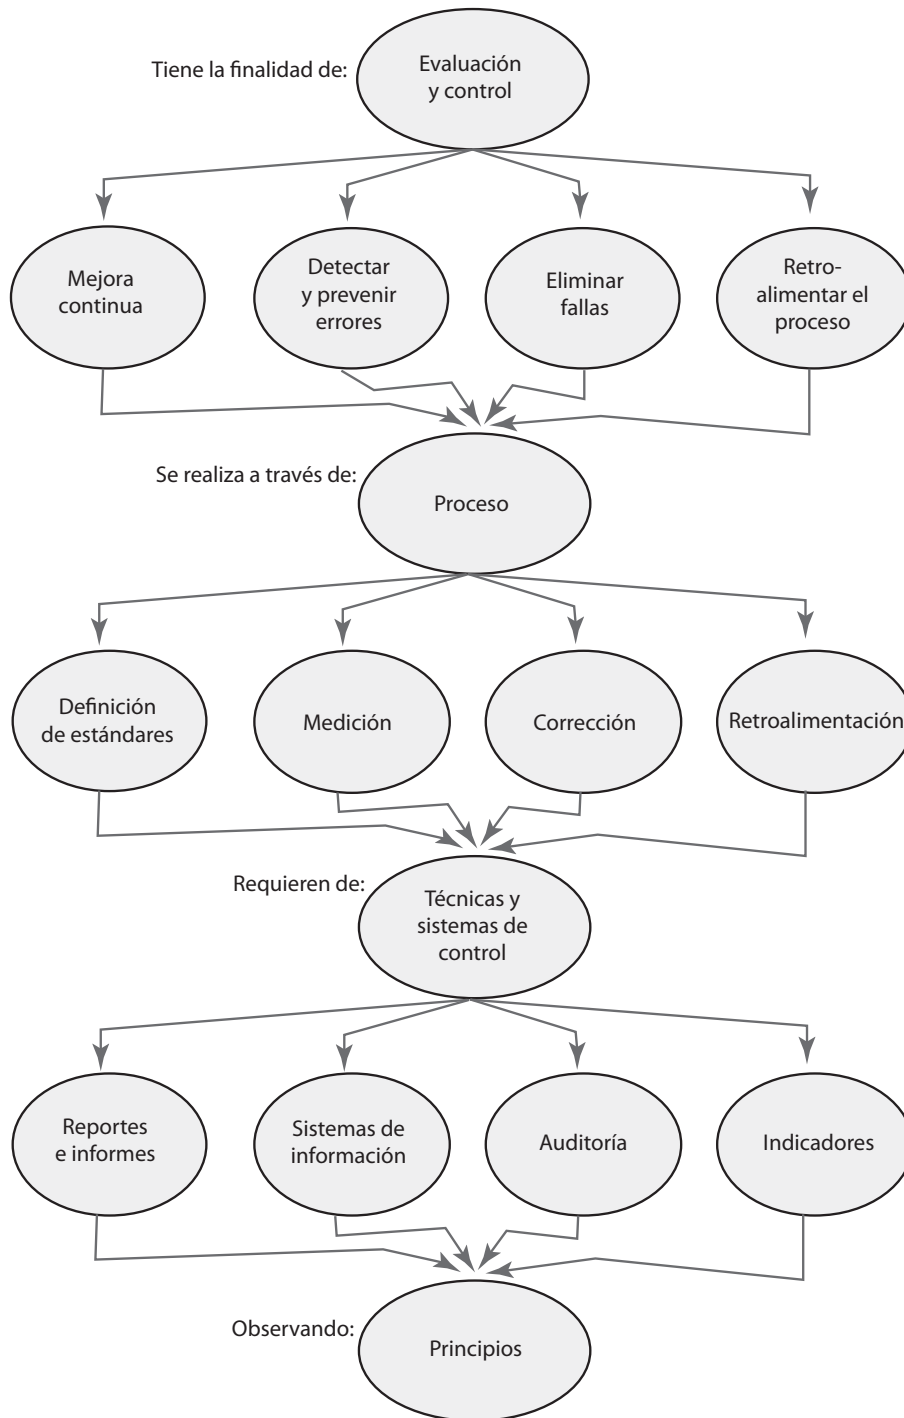 Tiene la finalidad de:
Evaluación
y control
Mejora
continua
Detectar
y prevenir
errores
Eliminar
fallas
Retro-
alimentar el
proceso
Se realiza a través de:
Proceso
Definición
de estándares
Medición
Corrección
Retroalimentación
Requieren de:
Técnicas y
sistemas de
control
Reportes
e informes
Sistemas de
información
Auditoría
Indicadores
Observando:
Principios